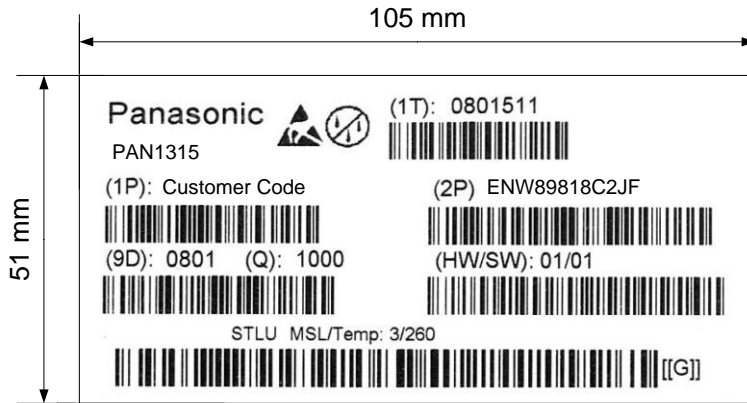 105 mm
51 mm
Panasonic
PAN1315
(1T): 0801511
(1P): Customer Code
(2P) ENW89818C2JF
(9D): 0801 (Q): 1000
(HW/SW): 01/01
STLU MSL/Temp: 3/260
[[G]]